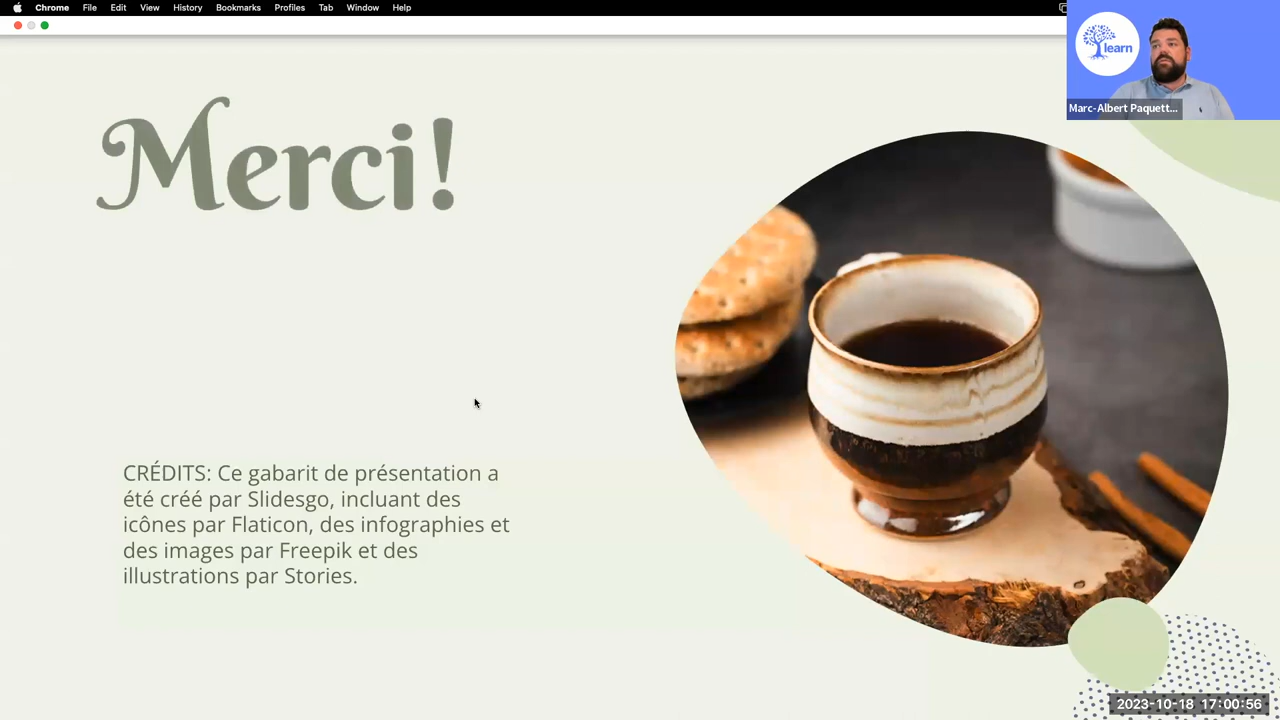 Chrome File Edit View History Bookmarks Profiles Tab Window Help
learn
Marc-Albert Paquett...
Merci!
CRÉDITS: Ce gabarit de présentation a
été créé par Slidesgo, incluant des
icônes par Flaticon, des infographies et
des images par Freepik et des
illustrations par Stories.
2023-10-18 17:00:56